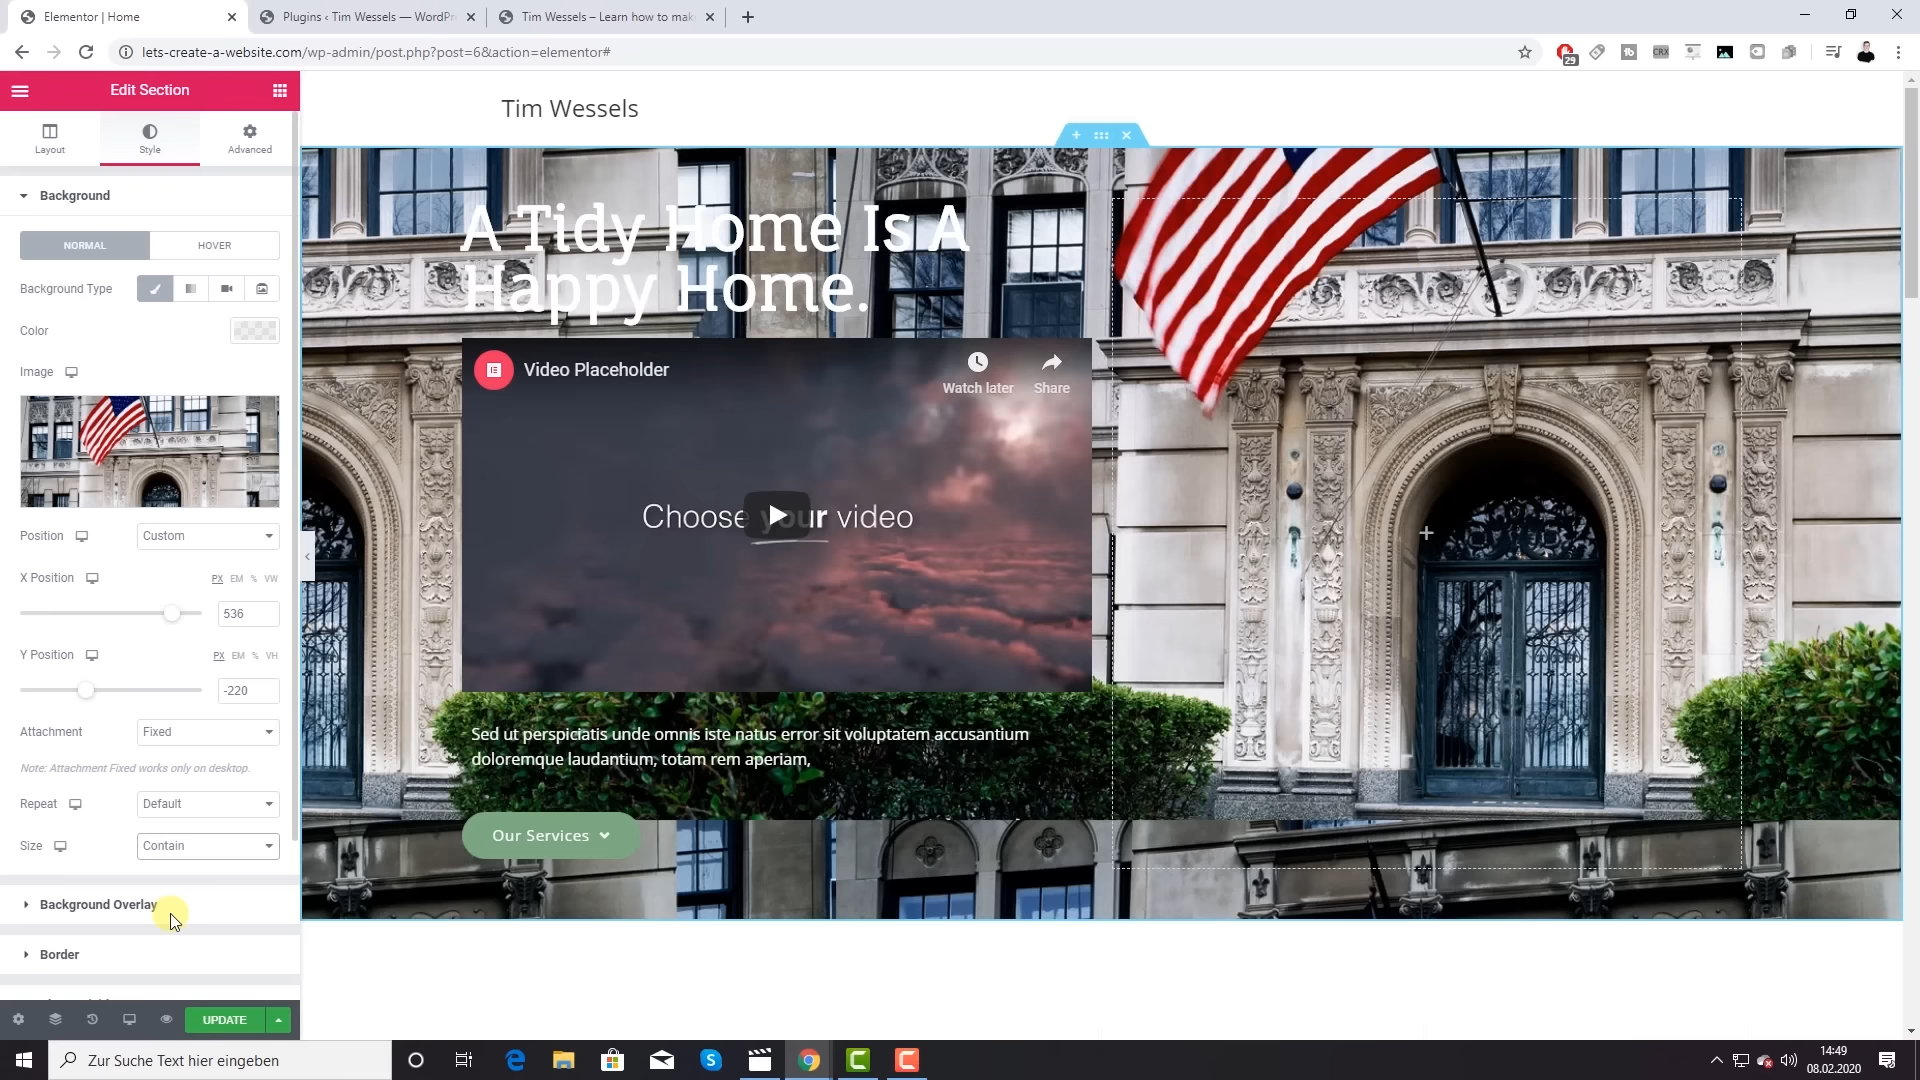 Elementor | Home
Plugins ‹ Tim Wessels — WordPr
Tim Wessels – Learn how to mak
lets-create-a-website.com/wp-admin/post.php?post=6&action=elementor#
tb
CRX
29
Edit Section
Layout
Style
Advanced
Background
NORMAL
HOVER
Background Type
Color
Image
Position
Custom
X Position
PX EM % VW
536
Y Position
PX EM % VH
-220
Attachment
Fixed
Note: Attachment Fixed works only on desktop.
Repeat
Default
Size
Contain
Background Overlay
Border
UPDATE
Tim Wessels
A Tidy Home Is A
Happy Home.
Video Placeholder
Watch later
Share
Choose your video
Sed ut perspiciatis unde omnis iste natus error sit voluptatem accusantium
doloremque laudantium, totam rem aperiam,
Our Services
Zur Suche Text hier eingeben
14:49
08.02.2020